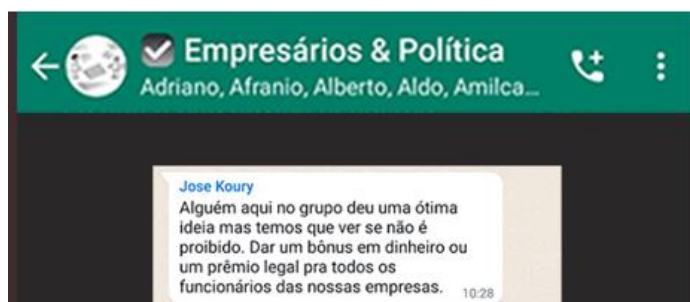 Empresários & Política
Adriano, Afranio, Alberto, Aldo, Amilca...
Jose Koury
Alguém aqui no grupo deu uma ótima
ideia mas temos que ver se não é
proibido. Dar um bônus em dinheiro ou
um prêmio legal pra todos os
funcionários das nossas empresas. 10:28